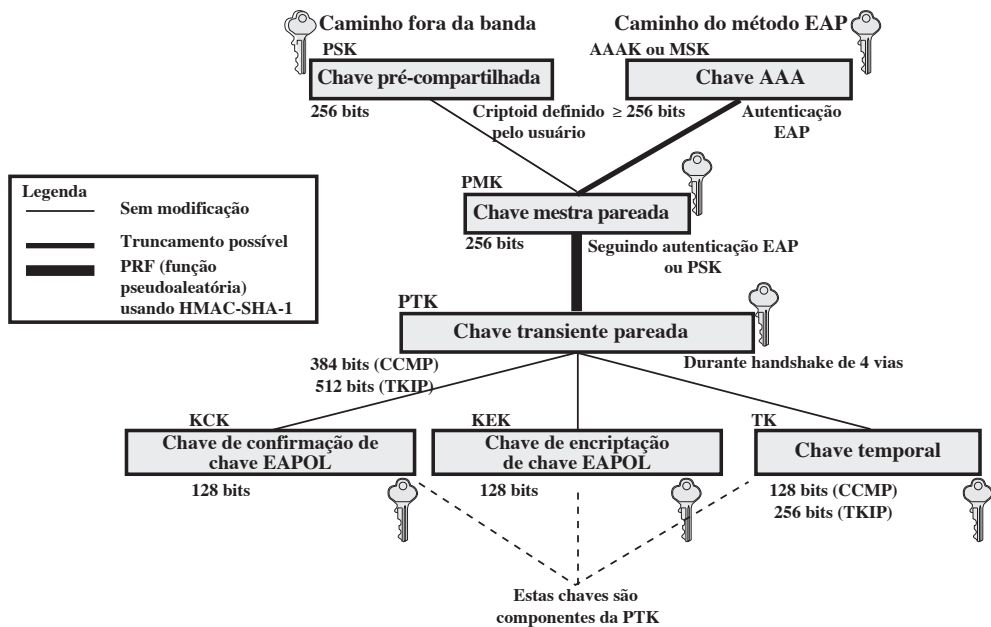 Caminho fora da banda
Caminho do método EAP
PSK
AAAK ou MSK
Chave pré-compartilhada
Chave AAA
256 bits
Criptoid definido
pelo usuário
≥ 256 bits
Autenticação
EAP
PMK
Chave mestra pareada
256 bits
Seguindo autenticação EAP
ou PSK
Legenda
Sem modificação
Truncamento possível
PRF (função
pseudoaleatória)
usando HMAC-SHA-1
PTK
Chave transiente pareada
384 bits (CCMP)
512 bits (TKIP)
Durante handshake de 4 vias
KCK
KEK
TK
Chave de confirmação de
chave EAPOL
Chave de encriptação
de chave EAPOL
Chave temporal
128 bits
128 bits
128 bits (CCMP)
256 bits (TKIP)
Estas chaves são
componentes da PTK